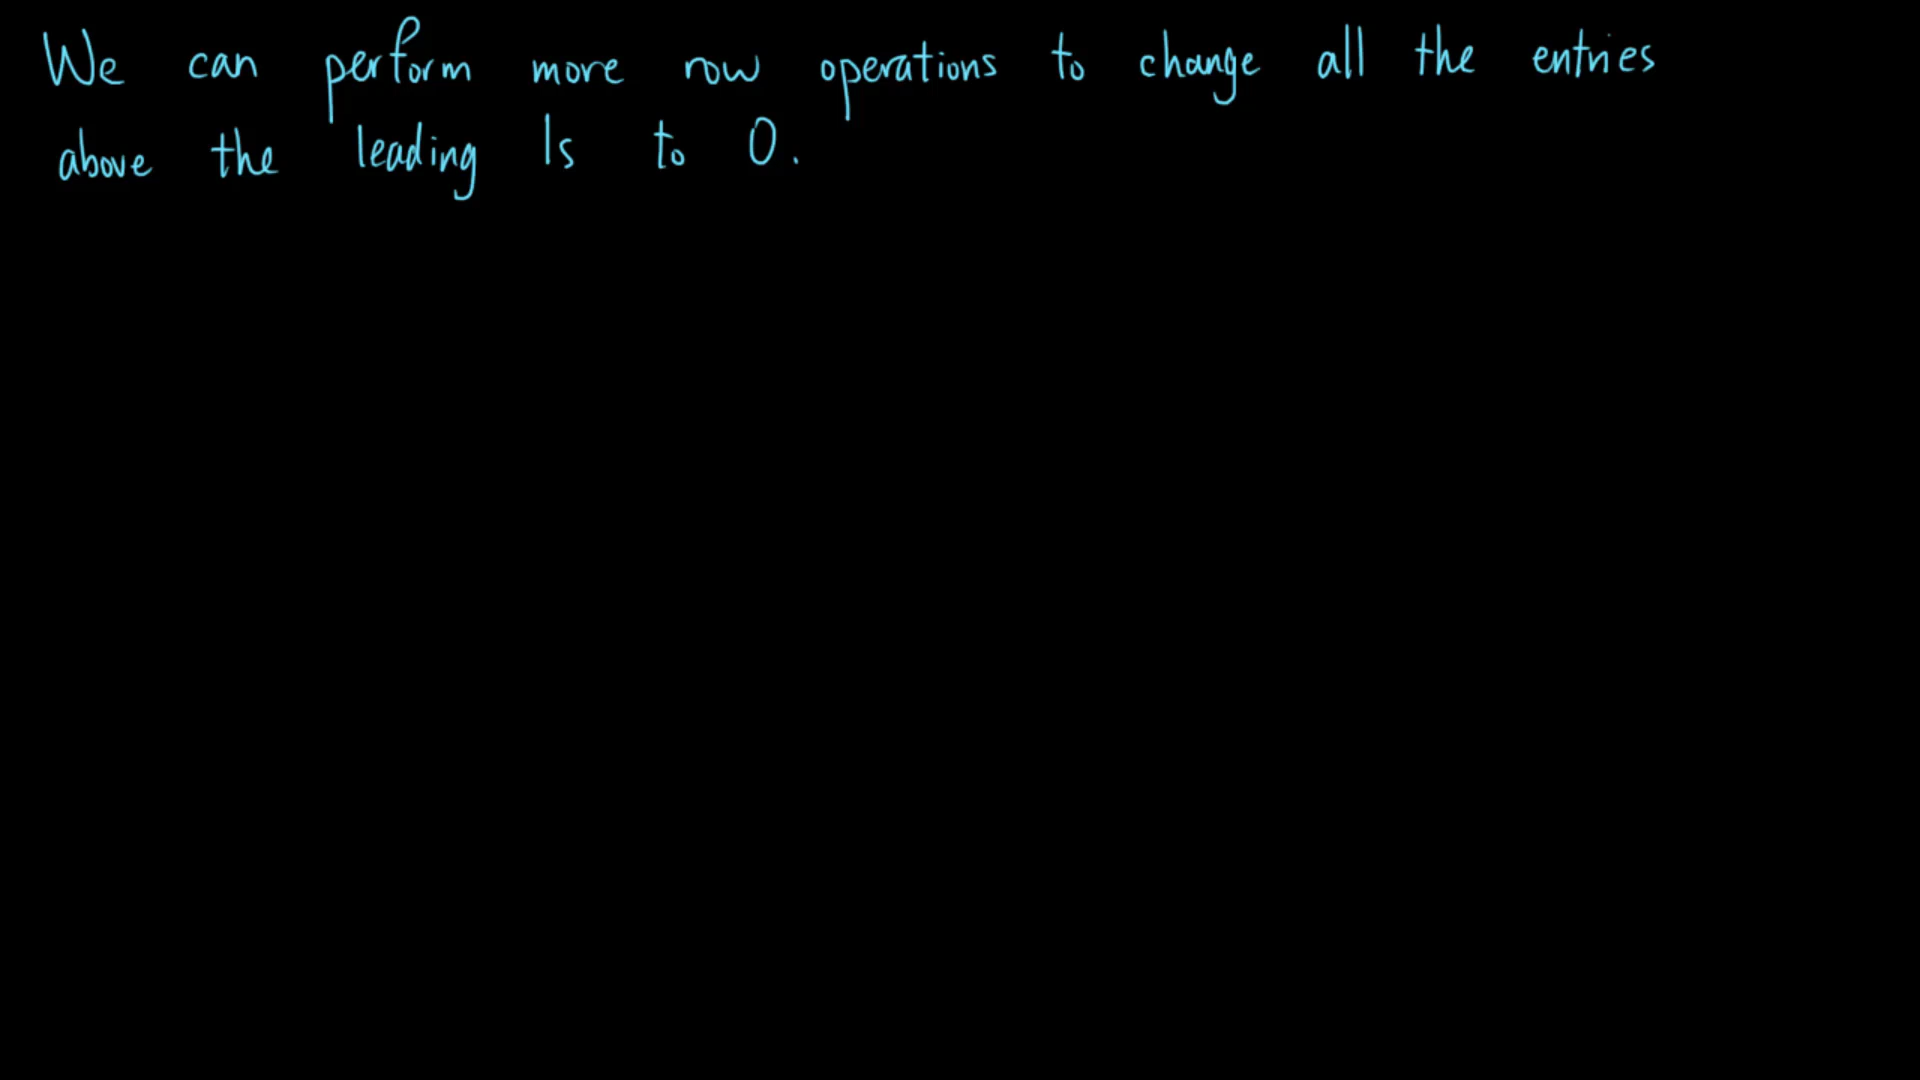 We can perform more row operations to change all the entries
above the leading 1s to 0.